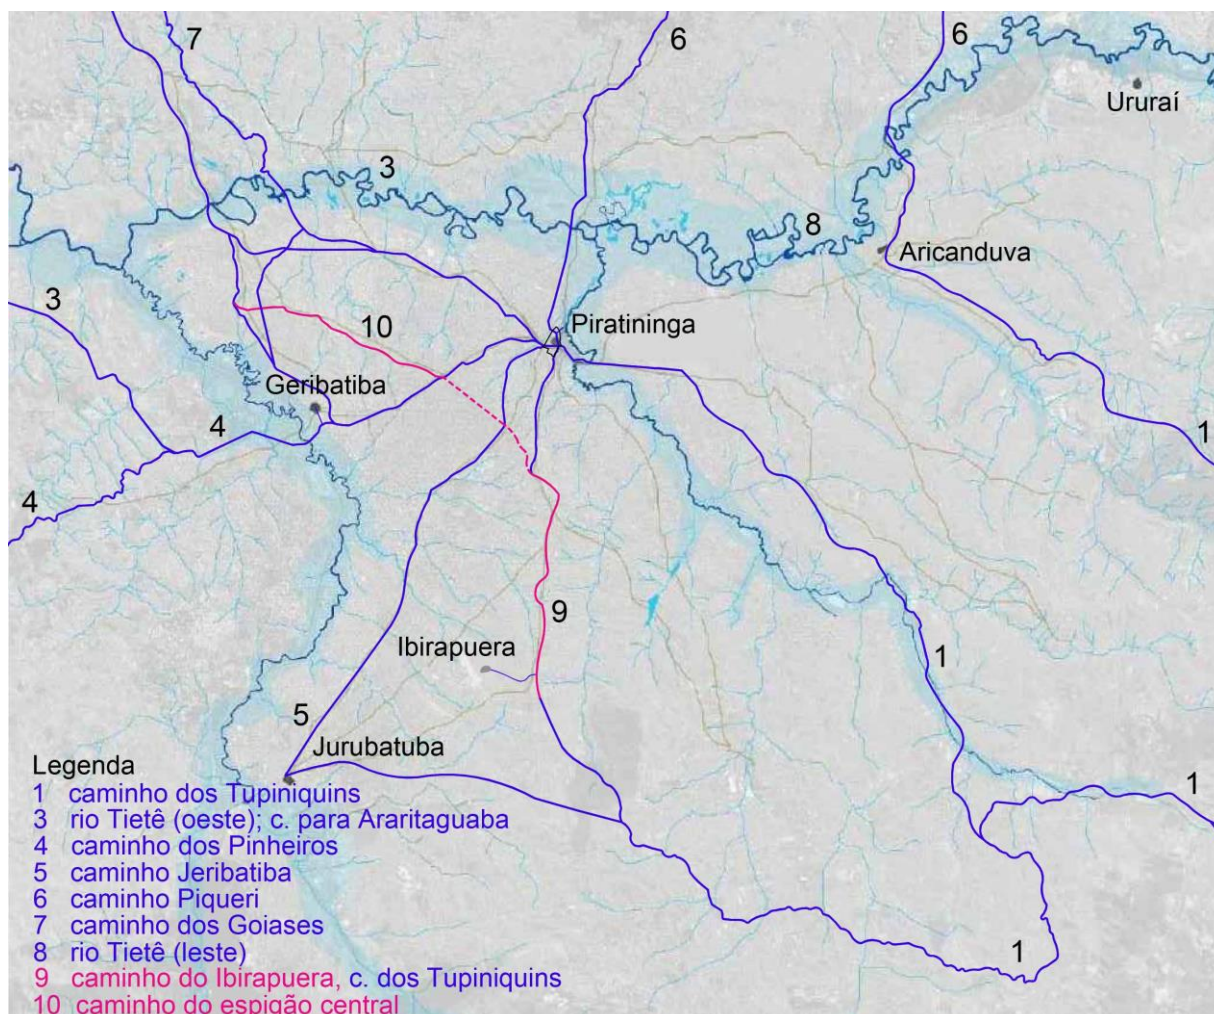 7
6
6
Ururaí
3
8
Aricanduva
3
10
Piratininga
Geribatiba
4
1
4
9
Ibirapuera
1
5
Jurubatuba
1
1
Legenda
1 caminho dos Tupiniquins
3 rio Tietê (oeste); c. para Araritaguaba
4 caminho dos Pinheiros
5 caminho Jeribatiba
6 caminho Piqueri
7 caminho dos Goiases
8 rio Tietê (leste)
9 caminho do Ibirapuera, c. dos Tupiniquins
10 caminho do espigão central